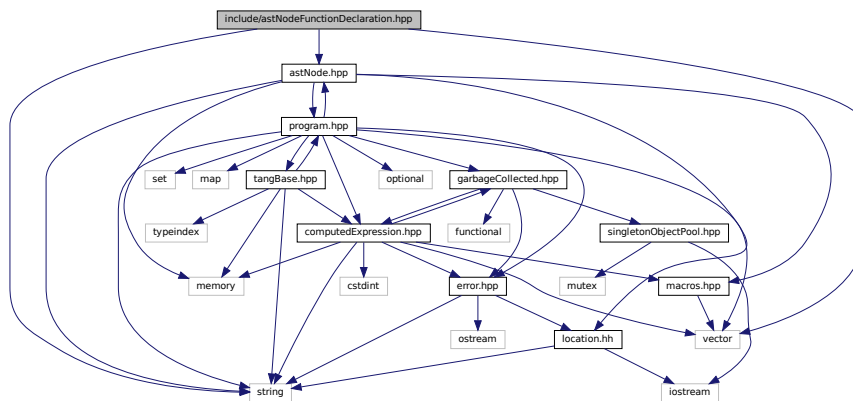 include/astNodeFunctionDeclaration.hpp
astNode.hpp
program.hpp
set
map
tangBase.hpp
optional
garbageCollected.hpp
typeindex
computedExpression.hpp
functional
singletonObjectPool.hpp
memory
cstdint
error.hpp
mutex
macros.hpp
ostream
location.hh
vector
string
iostream